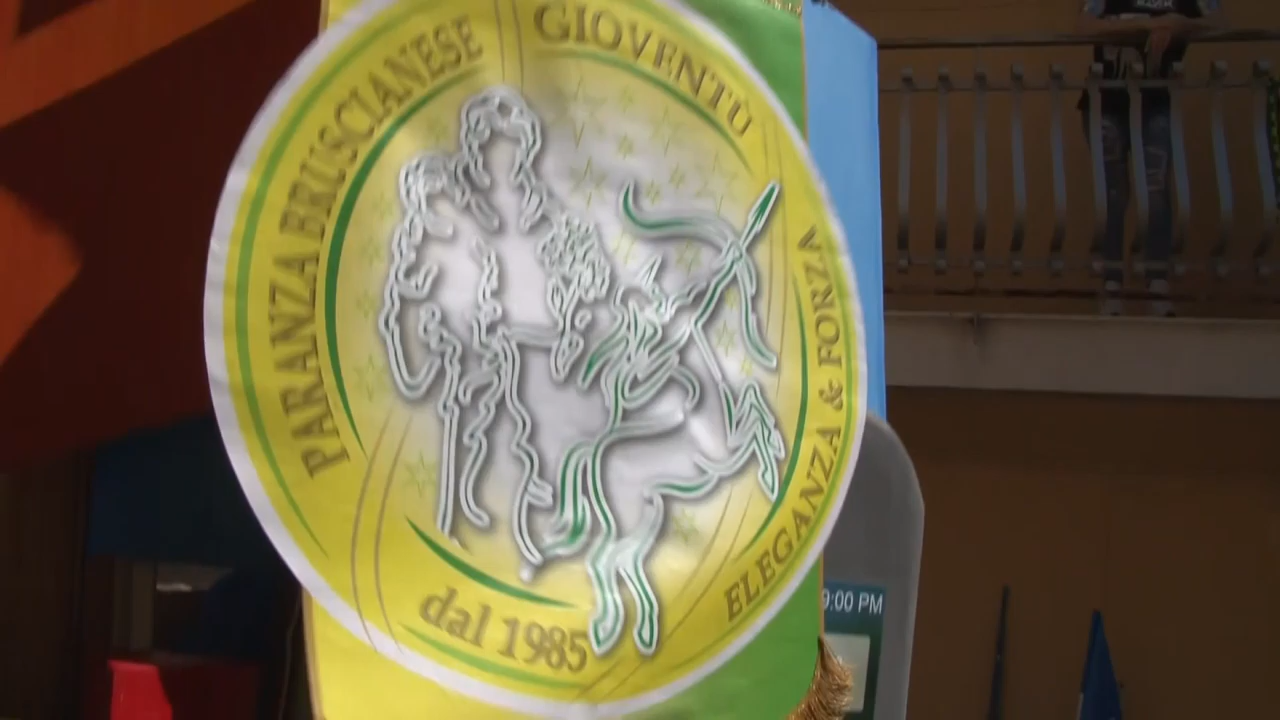 PARANZA BRUSCIANESE
GIOVENTÙ
ELEGANZA & FORZA
dal 1985
9:00 PM